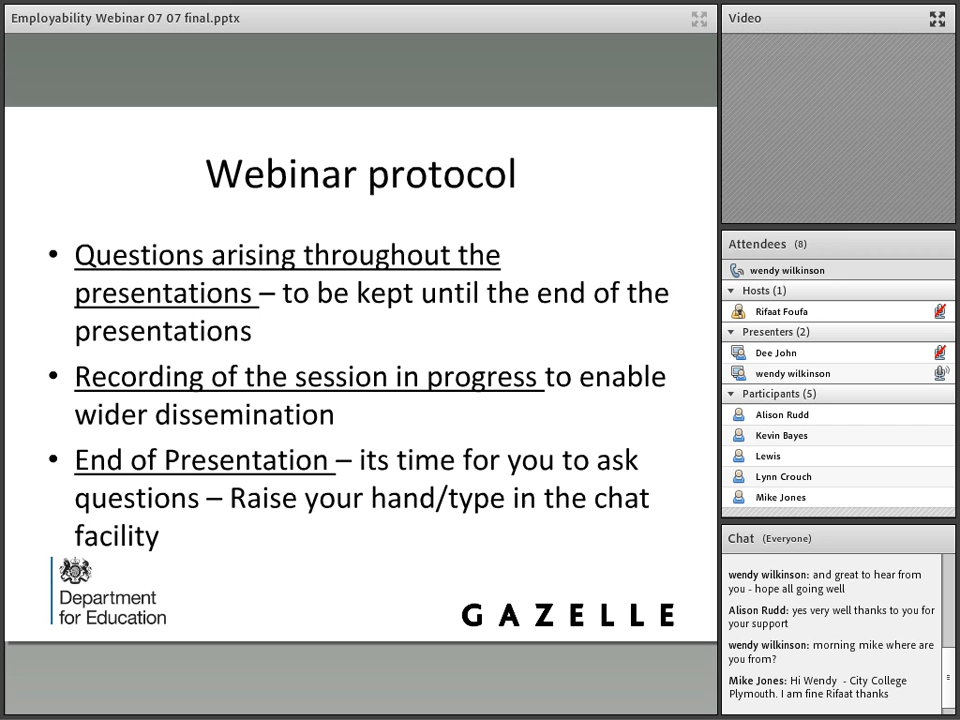 Employability Webinar 07 07 final.pptx
Webinar protocol
• Questions arising throughout the
presentations – to be kept until the end of the
presentations
• Recording of the session in progress to enable
wider dissemination
• End of Presentation – its time for you to ask
questions – Raise your hand/type in the chat
facility
Department
for Education
GAZELLE
Video
Attendees (8)
wendy wilkinson
Hosts (1)
Rifaat Foufa
Presenters (2)
Dee John
wendy wilkinson
Participants (5)
Alison Rudd
Kevin Bayes
Lewis
Lynn Crouch
Mike Jones
Chat (Everyone)
wendy wilkinson: and great to hear from
you - hope all going well
Alison Rudd: yes very well thanks to you for
your support
wendy wilkinson: morning mike where are
you from?
Mike Jones: Hi Wendy - City College
Plymouth. I am fine Rifaat thanks